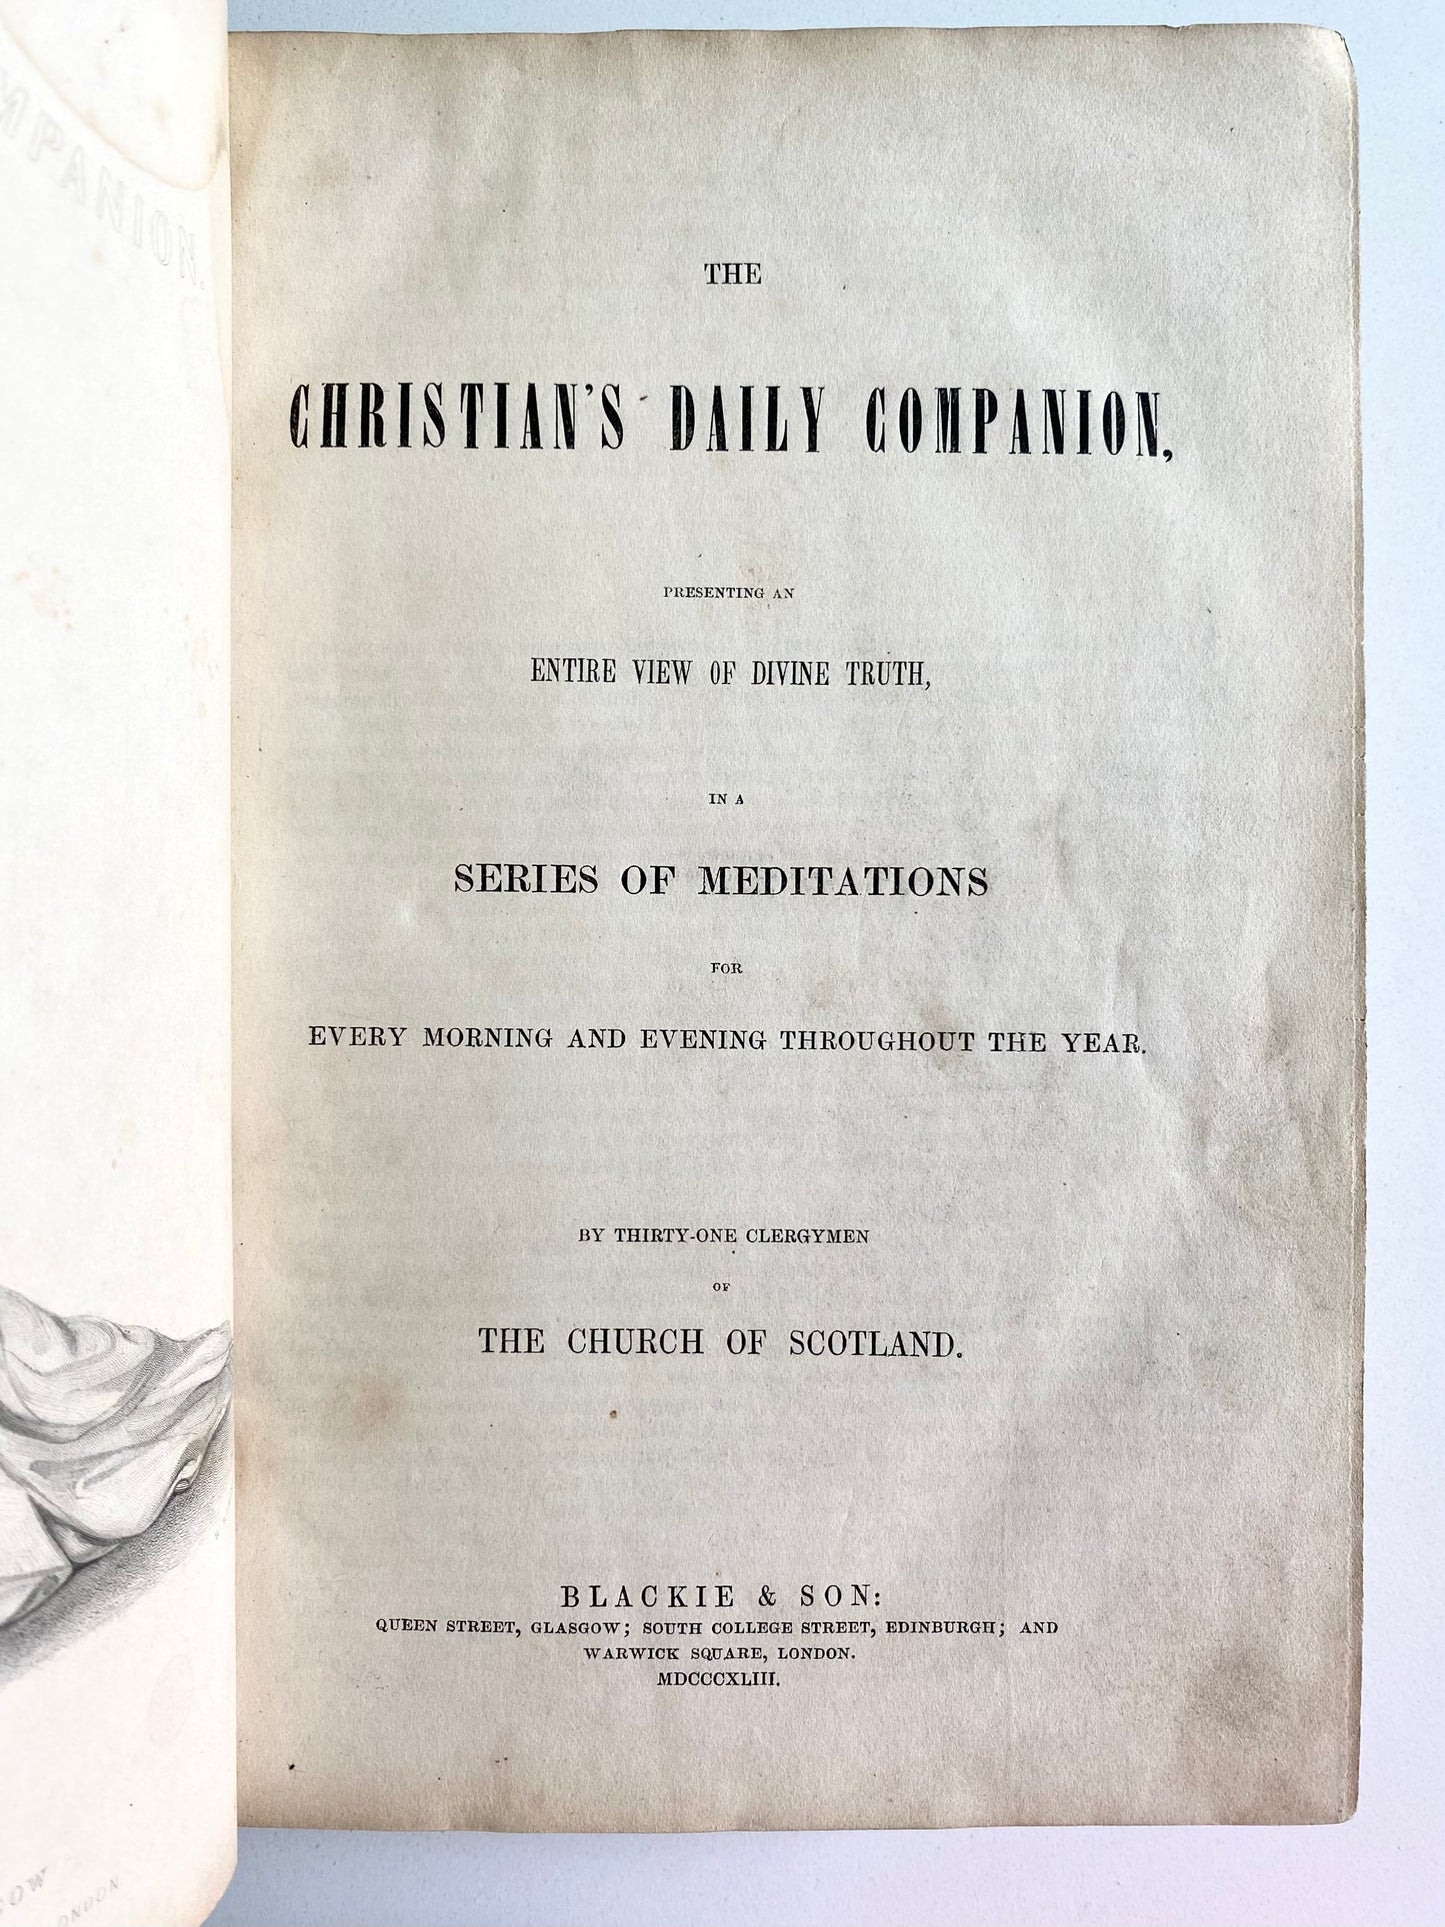 THE
CHRISTIAN'S DAILY COMPANION,
PRESENTING AN
ENTIRE VIEW OF DIVINE TRUTH,
IN A
SERIES OF MEDITATIONS
FOR
EVERY MORNING AND EVENING THROUGHOUT THE YEAR.
BY THIRTY-ONE CLERGYMEN
OF
THE CHURCH OF SCOTLAND.
BLACKIE & SON:
QUEEN STREET, GLASGOW; SOUTH COLLEGE STREET, EDINBURGH; AND
WARWICK SQUARE, LONDON.
MDCCCXLIII.